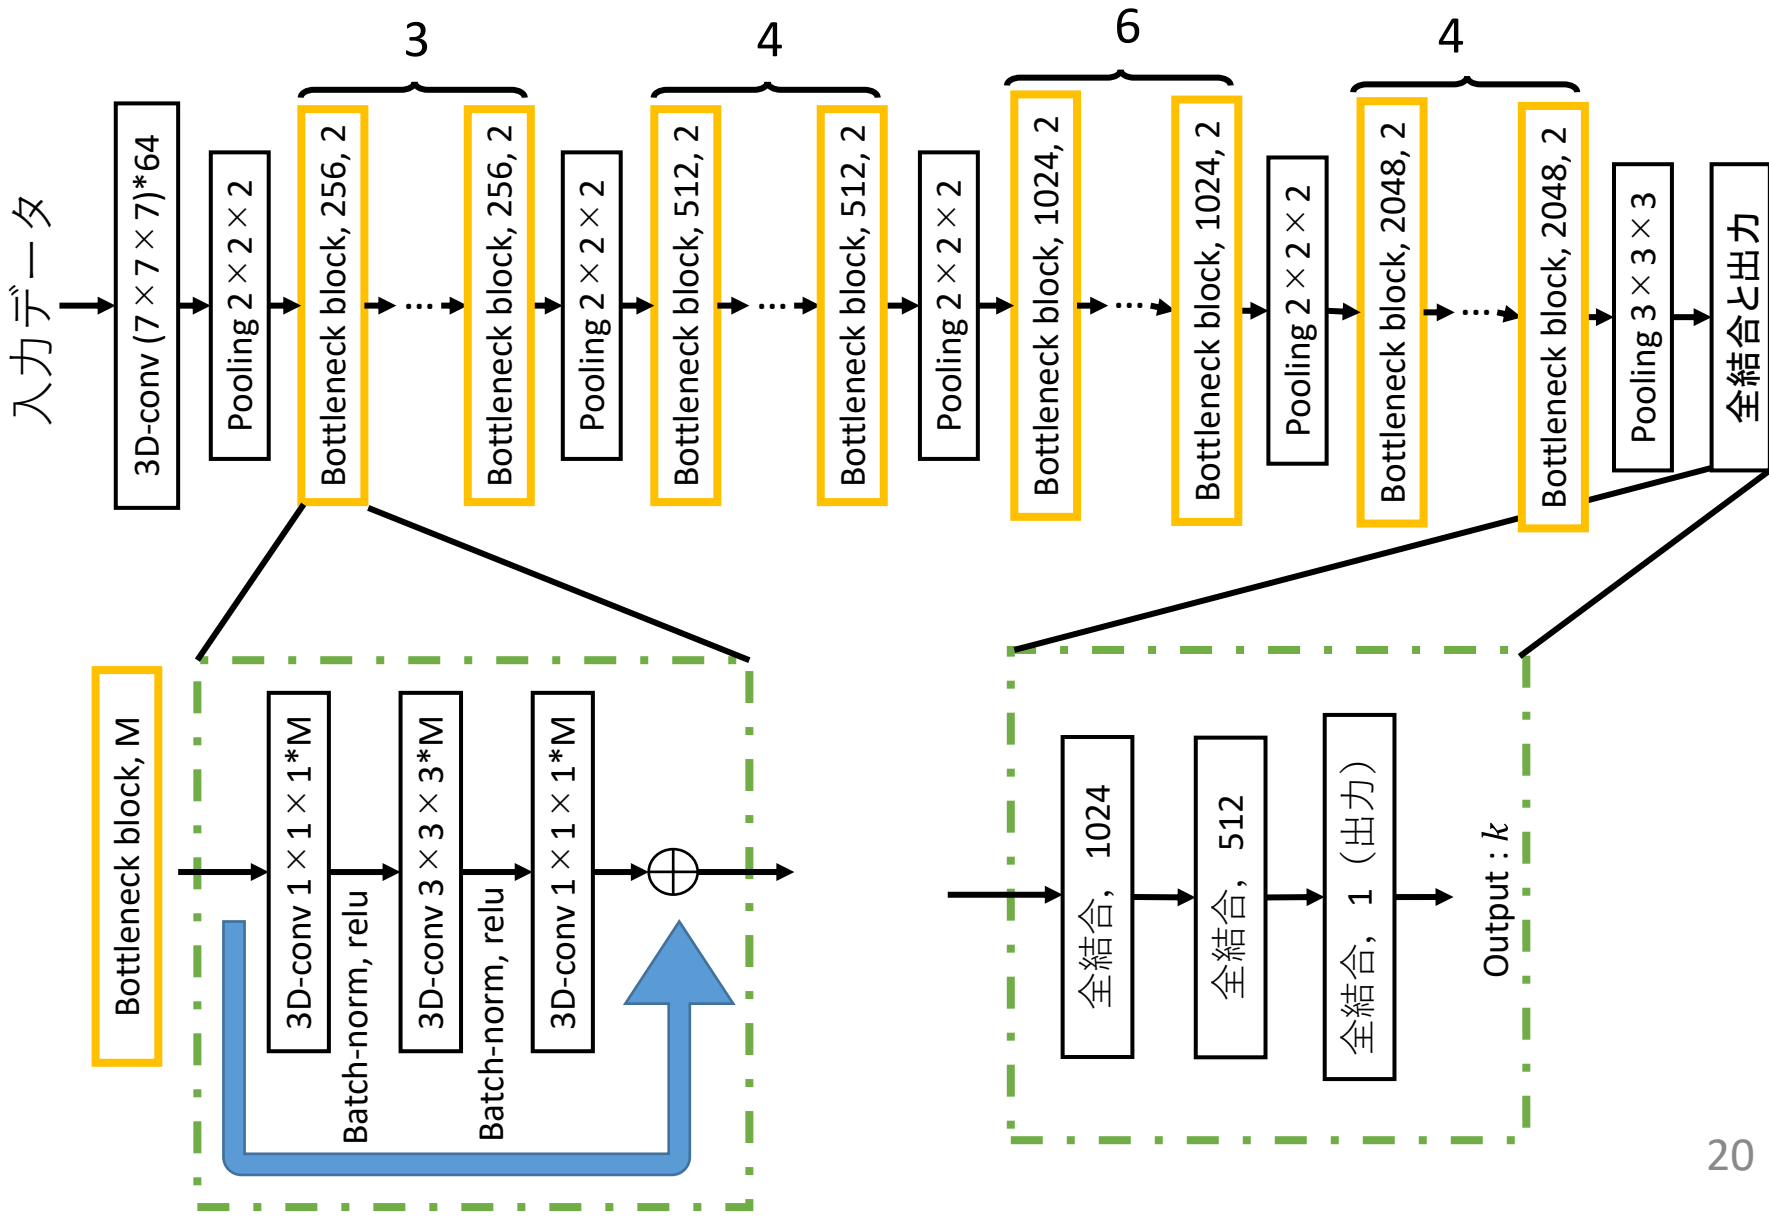 3
4
6
4
入力データ
3D-conv (7×7×7)*64
Pooling 2×2×2
Bottleneck block, 256, 2
...
Bottleneck block, 256, 2
Pooling 2×2×2
Bottleneck block, 512, 2
...
Bottleneck block, 512, 2
Pooling 2×2×2
Bottleneck block, 1024, 2
...
Bottleneck block, 1024, 2
Pooling 2×2×2
Bottleneck block, 2048, 2
...
Bottleneck block, 2048, 2
Pooling 3×3×3
全結合と出力
Bottleneck block, M
3D-conv 1×1×1*M
Batch-norm, relu
3D-conv 3×3×3*M
Batch-norm, relu
3D-conv 1×1×1*M
全結合, 1024
全結合, 512
全結合, 1（出力）
Output : k
20